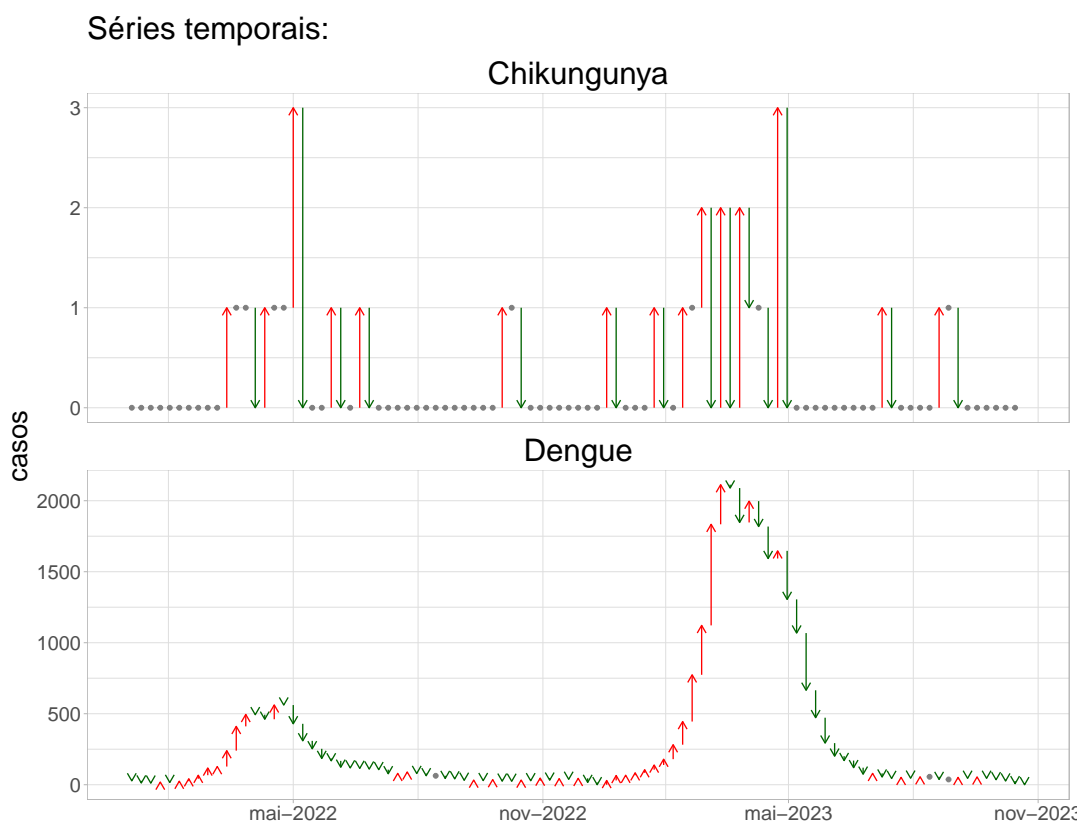 Séries temporais:
Chikungunya
3
2
1
0
casos
Dengue
2000
1500
1000
500
0
mai−2022
nov−2022
mai−2023
nov−2023